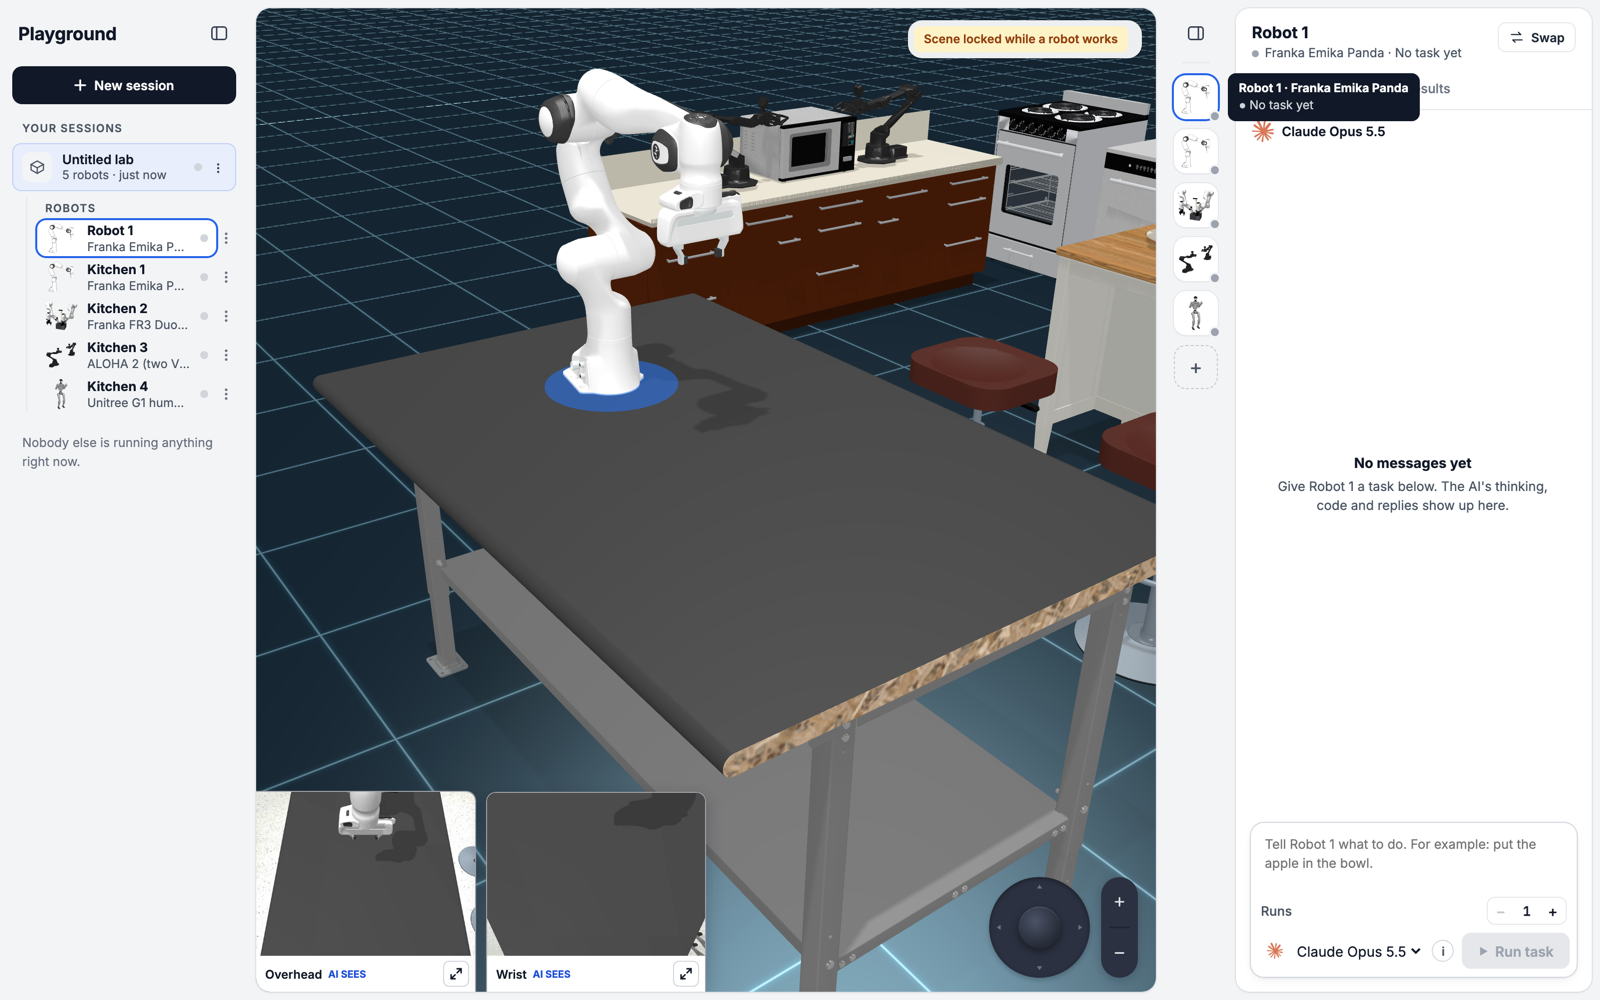 Playground
New session
YOUR SESSIONS
Untitled lab
5 robots · just now
ROBOTS
Robot 1
Franka Emika P...
Kitchen 1
Franka Emika P...
Kitchen 2
Franka FR3 Duo...
Kitchen 3
ALOHA 2 (two V...
Kitchen 4
Unitree G1 hum...
Nobody else is running anything
right now.
Scene locked while a robot works
Overhead AI SEES
Wrist AI SEES
Robot 1
Franka Emika Panda · No task yet
Swap
Robot 1 · Franka Emika Panda
No task yet
sults
Claude Opus 5.5
No messages yet
Give Robot 1 a task below. The AI's thinking,
code and replies show up here.
Tell Robot 1 what to do. For example: put the
apple in the bowl.
Runs
1
Claude Opus 5.5
Run task